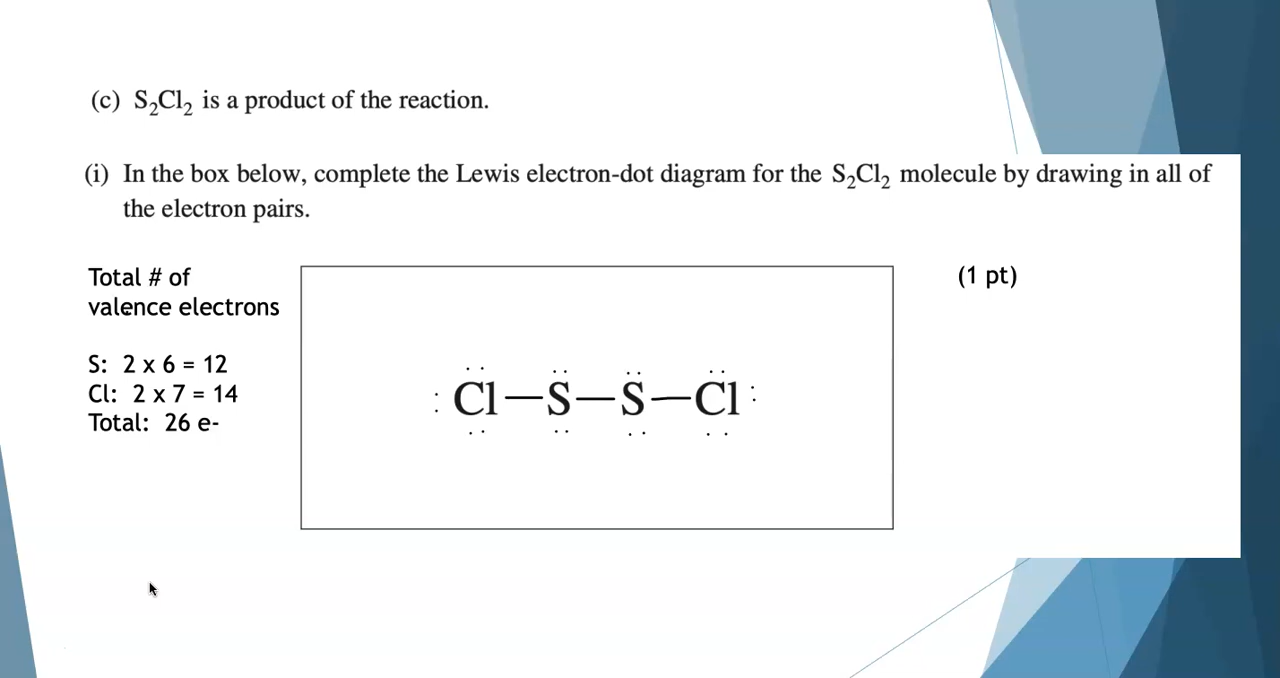 (c) S₂Cl₂ is a product of the reaction.
(i) In the box below, complete the Lewis electron-dot diagram for the S₂Cl₂ molecule by drawing in all of
the electron pairs.
Total # of
valence electrons
(1 pt)
S: 2 x 6 = 12
Cl: 2 x 7 = 14
Total: 26 e-
Cl—S—S—Cl